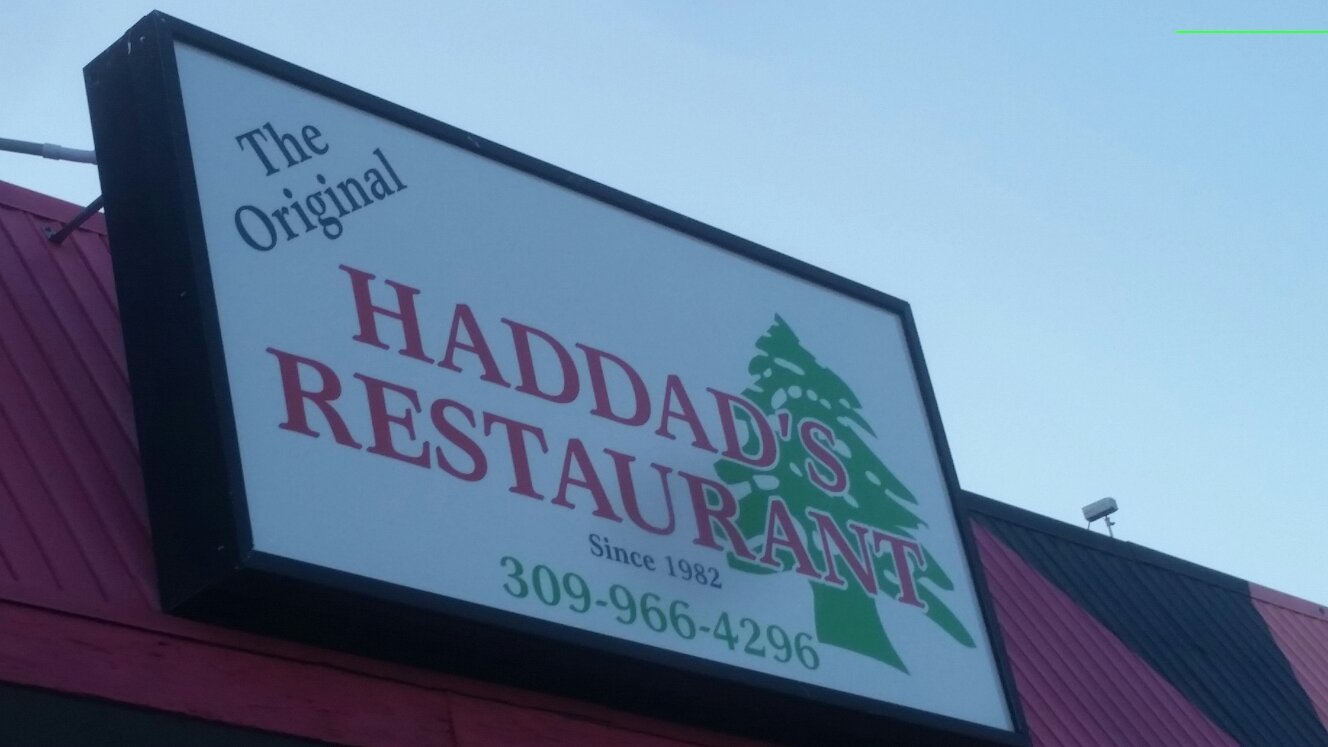 The
Original
HADDAD'S
RESTAURANT
Since 1982
309-966-4296